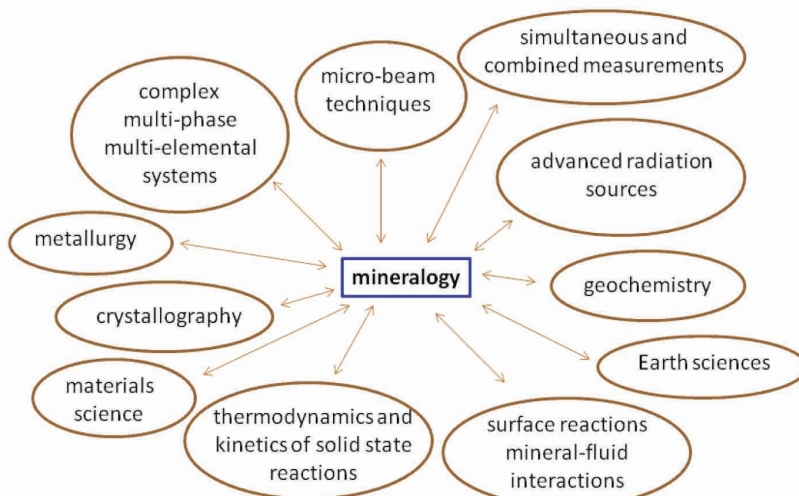 simultaneous and
combined measurements
micro-beam
techniques
complex
multi-phase
multi-elemental
systems
advanced radiation
sources
metallurgy
mineralogy
geochemistry
crystallography
Earth sciences
materials
science
thermodynamics and
kinetics of solid state
reactions
surface reactions
mineral-fluid
interactions